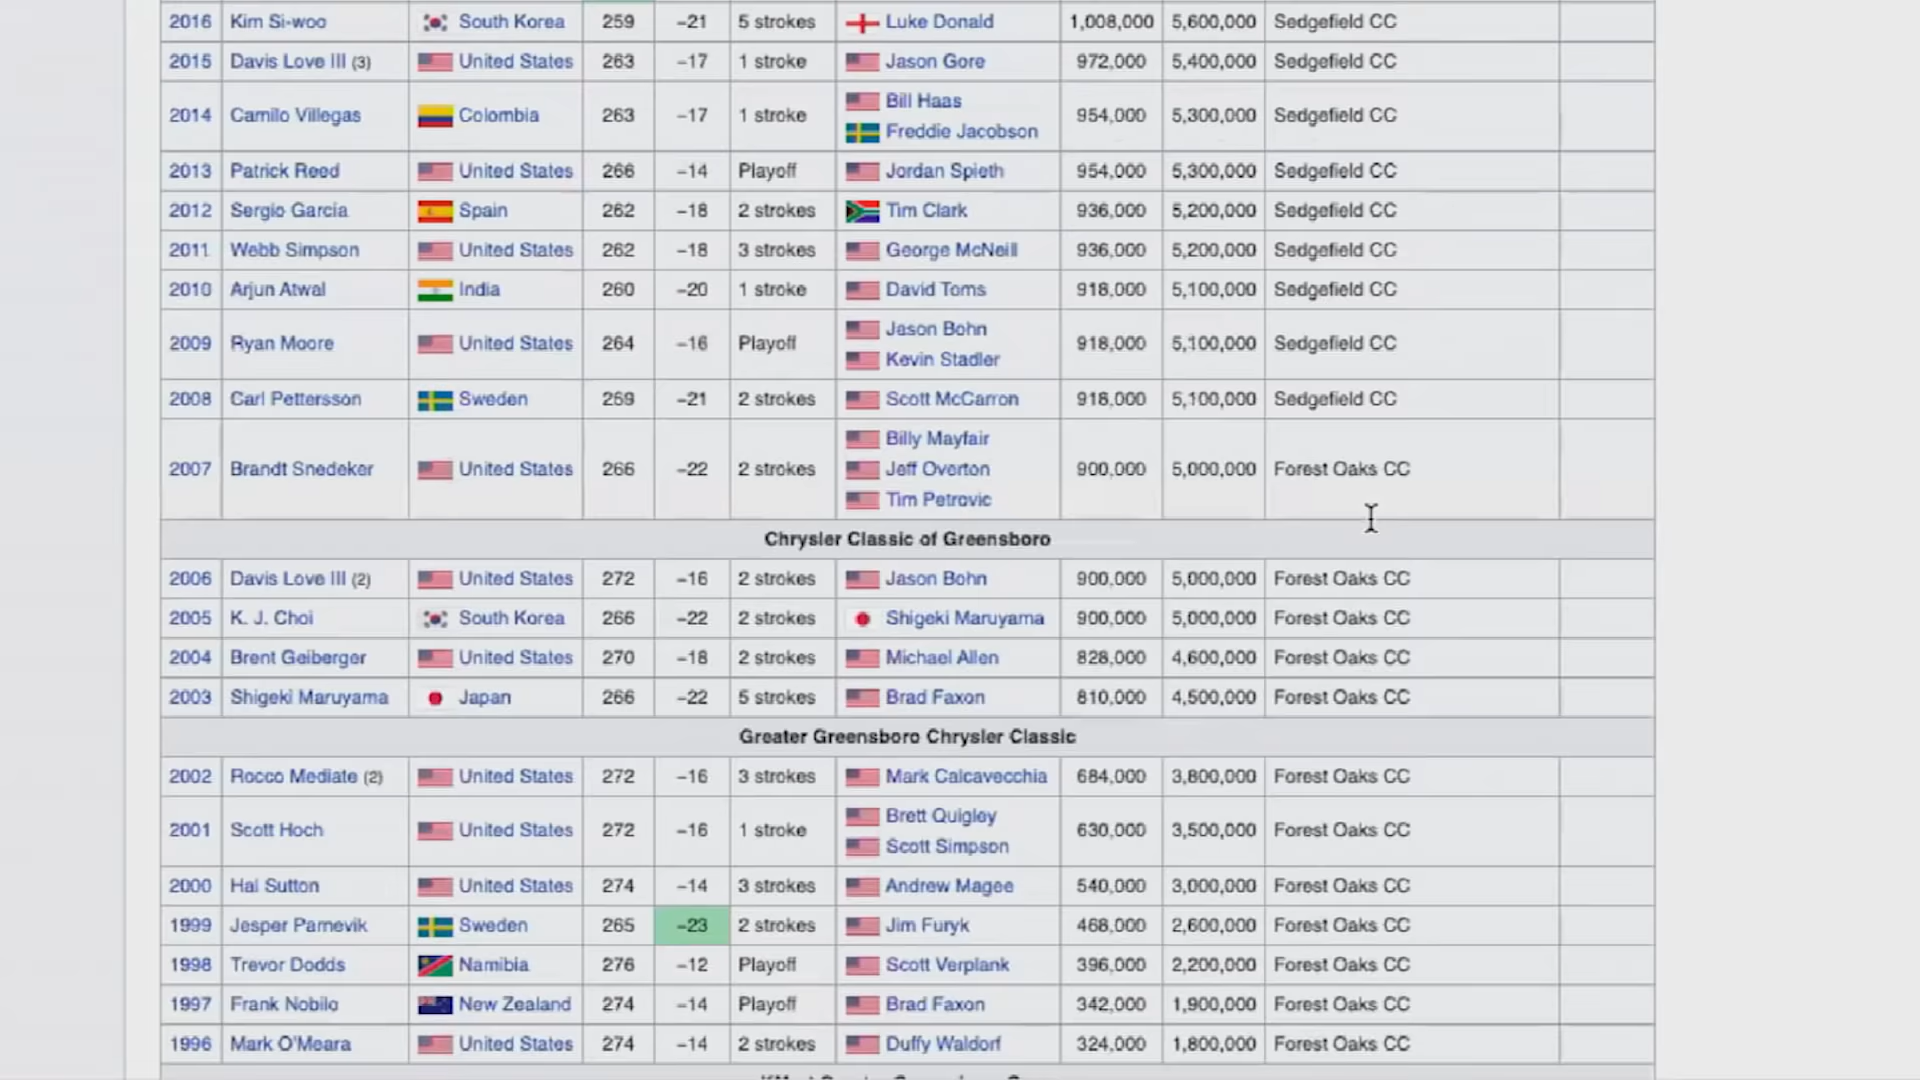 2016 Kim Si-woo South Korea 259 −21 5 strokes Luke Donald 1,008,000 5,600,000 Sedgefield CC
2015 Davis Love III (3) United States 263 −17 1 stroke Jason Gore 972,000 5,400,000 Sedgefield CC
2014 Camilo Villegas Colombia 263 −17 1 stroke Bill Haas Freddie Jacobson 954,000 5,300,000 Sedgefield CC
2013 Patrick Reed United States 266 −14 Playoff Jordan Spieth 954,000 5,300,000 Sedgefield CC
2012 Sergio García Spain 262 −18 2 strokes Tim Clark 936,000 5,200,000 Sedgefield CC
2011 Webb Simpson United States 262 −18 3 strokes George McNeill 936,000 5,200,000 Sedgefield CC
2010 Arjun Atwal India 260 −20 1 stroke David Toms 918,000 5,100,000 Sedgefield CC
2009 Ryan Moore United States 264 −16 Playoff Jason Bohn Kevin Stadler 918,000 5,100,000 Sedgefield CC
2008 Carl Pettersson Sweden 259 −21 2 strokes Scott McCarron 918,000 5,100,000 Sedgefield CC
2007 Brandt Snedeker United States 266 −22 2 strokes Billy Mayfair Jeff Overton Tim Petrovic 900,000 5,000,000 Forest Oaks CC
Chrysler Classic of Greensboro
2006 Davis Love III (2) United States 272 −16 2 strokes Jason Bohn 900,000 5,000,000 Forest Oaks CC
2005 K. J. Choi South Korea 266 −22 2 strokes Shigeki Maruyama 900,000 5,000,000 Forest Oaks CC
2004 Brent Geiberger United States 270 −18 2 strokes Michael Allen 828,000 4,600,000 Forest Oaks CC
2003 Shigeki Maruyama Japan 266 −22 5 strokes Brad Faxon 810,000 4,500,000 Forest Oaks CC
Greater Greensboro Chrysler Classic
2002 Rocco Mediate (2) United States 272 −16 3 strokes Mark Calcavecchia 684,000 3,800,000 Forest Oaks CC
2001 Scott Hoch United States 272 −16 1 stroke Brett Quigley Scott Simpson 630,000 3,500,000 Forest Oaks CC
2000 Hal Sutton United States 274 −14 3 strokes Andrew Magee 540,000 3,000,000 Forest Oaks CC
1999 Jesper Parnevik Sweden 265 −23 2 strokes Jim Furyk 468,000 2,600,000 Forest Oaks CC
1998 Trevor Dodds Namibia 276 −12 Playoff Scott Verplank 396,000 2,200,000 Forest Oaks CC
1997 Frank Nobilo New Zealand 274 −14 Playoff Brad Faxon 342,000 1,900,000 Forest Oaks CC
1996 Mark O'Meara United States 274 −14 2 strokes Duffy Waldorf 324,000 1,800,000 Forest Oaks CC